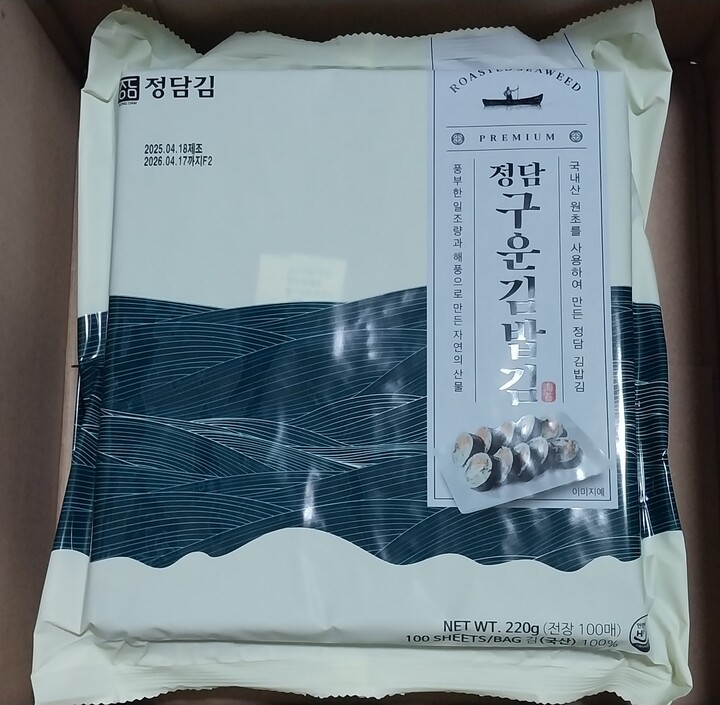 정담김
2025.04.18제조
2026.04.17까지F2
ROASTED SEAWEED
PREMIUM
국내산 원초를 사용하여 만든 정담 김밥김
정담
구운김밥김
풍부한 일조량과 해풍으로 만든 자연의 산물
이미지예
NET WT. 220g (전장 100매)
100 SHEETS/BAG 김(국산) 100%